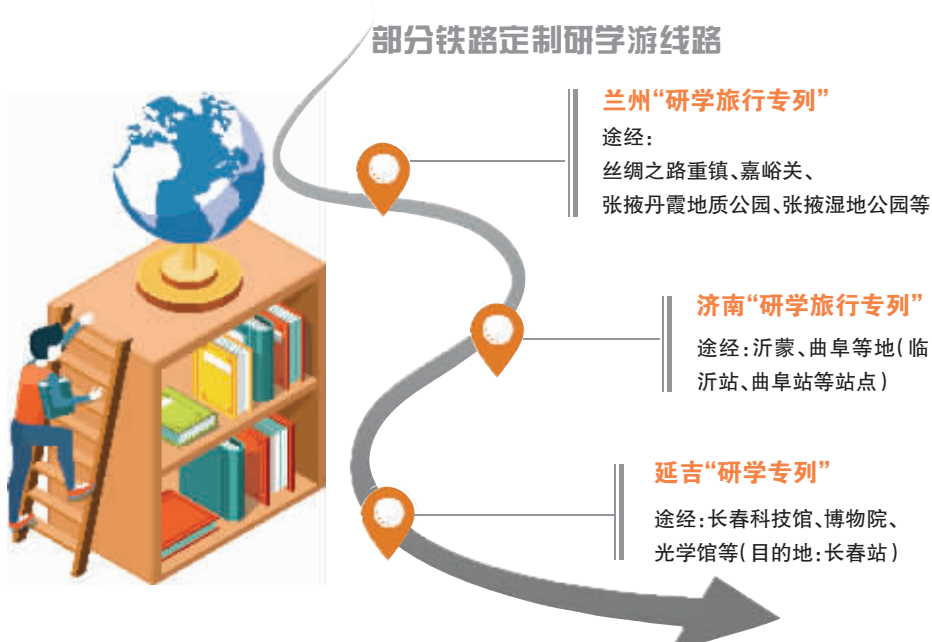 部分铁路定制研学游线路
兰州“研学旅行专列”
途经：
丝绸之路重镇、嘉峪关、
张掖丹霞地质公园、张掖湿地公园等
济南“研学旅行专列”
途经：沂蒙、曲阜等地（临
沂站、曲阜站等站点）
延吉“研学专列”
途经：长春科技馆、博物院、
光学馆等（目的地：长春站）